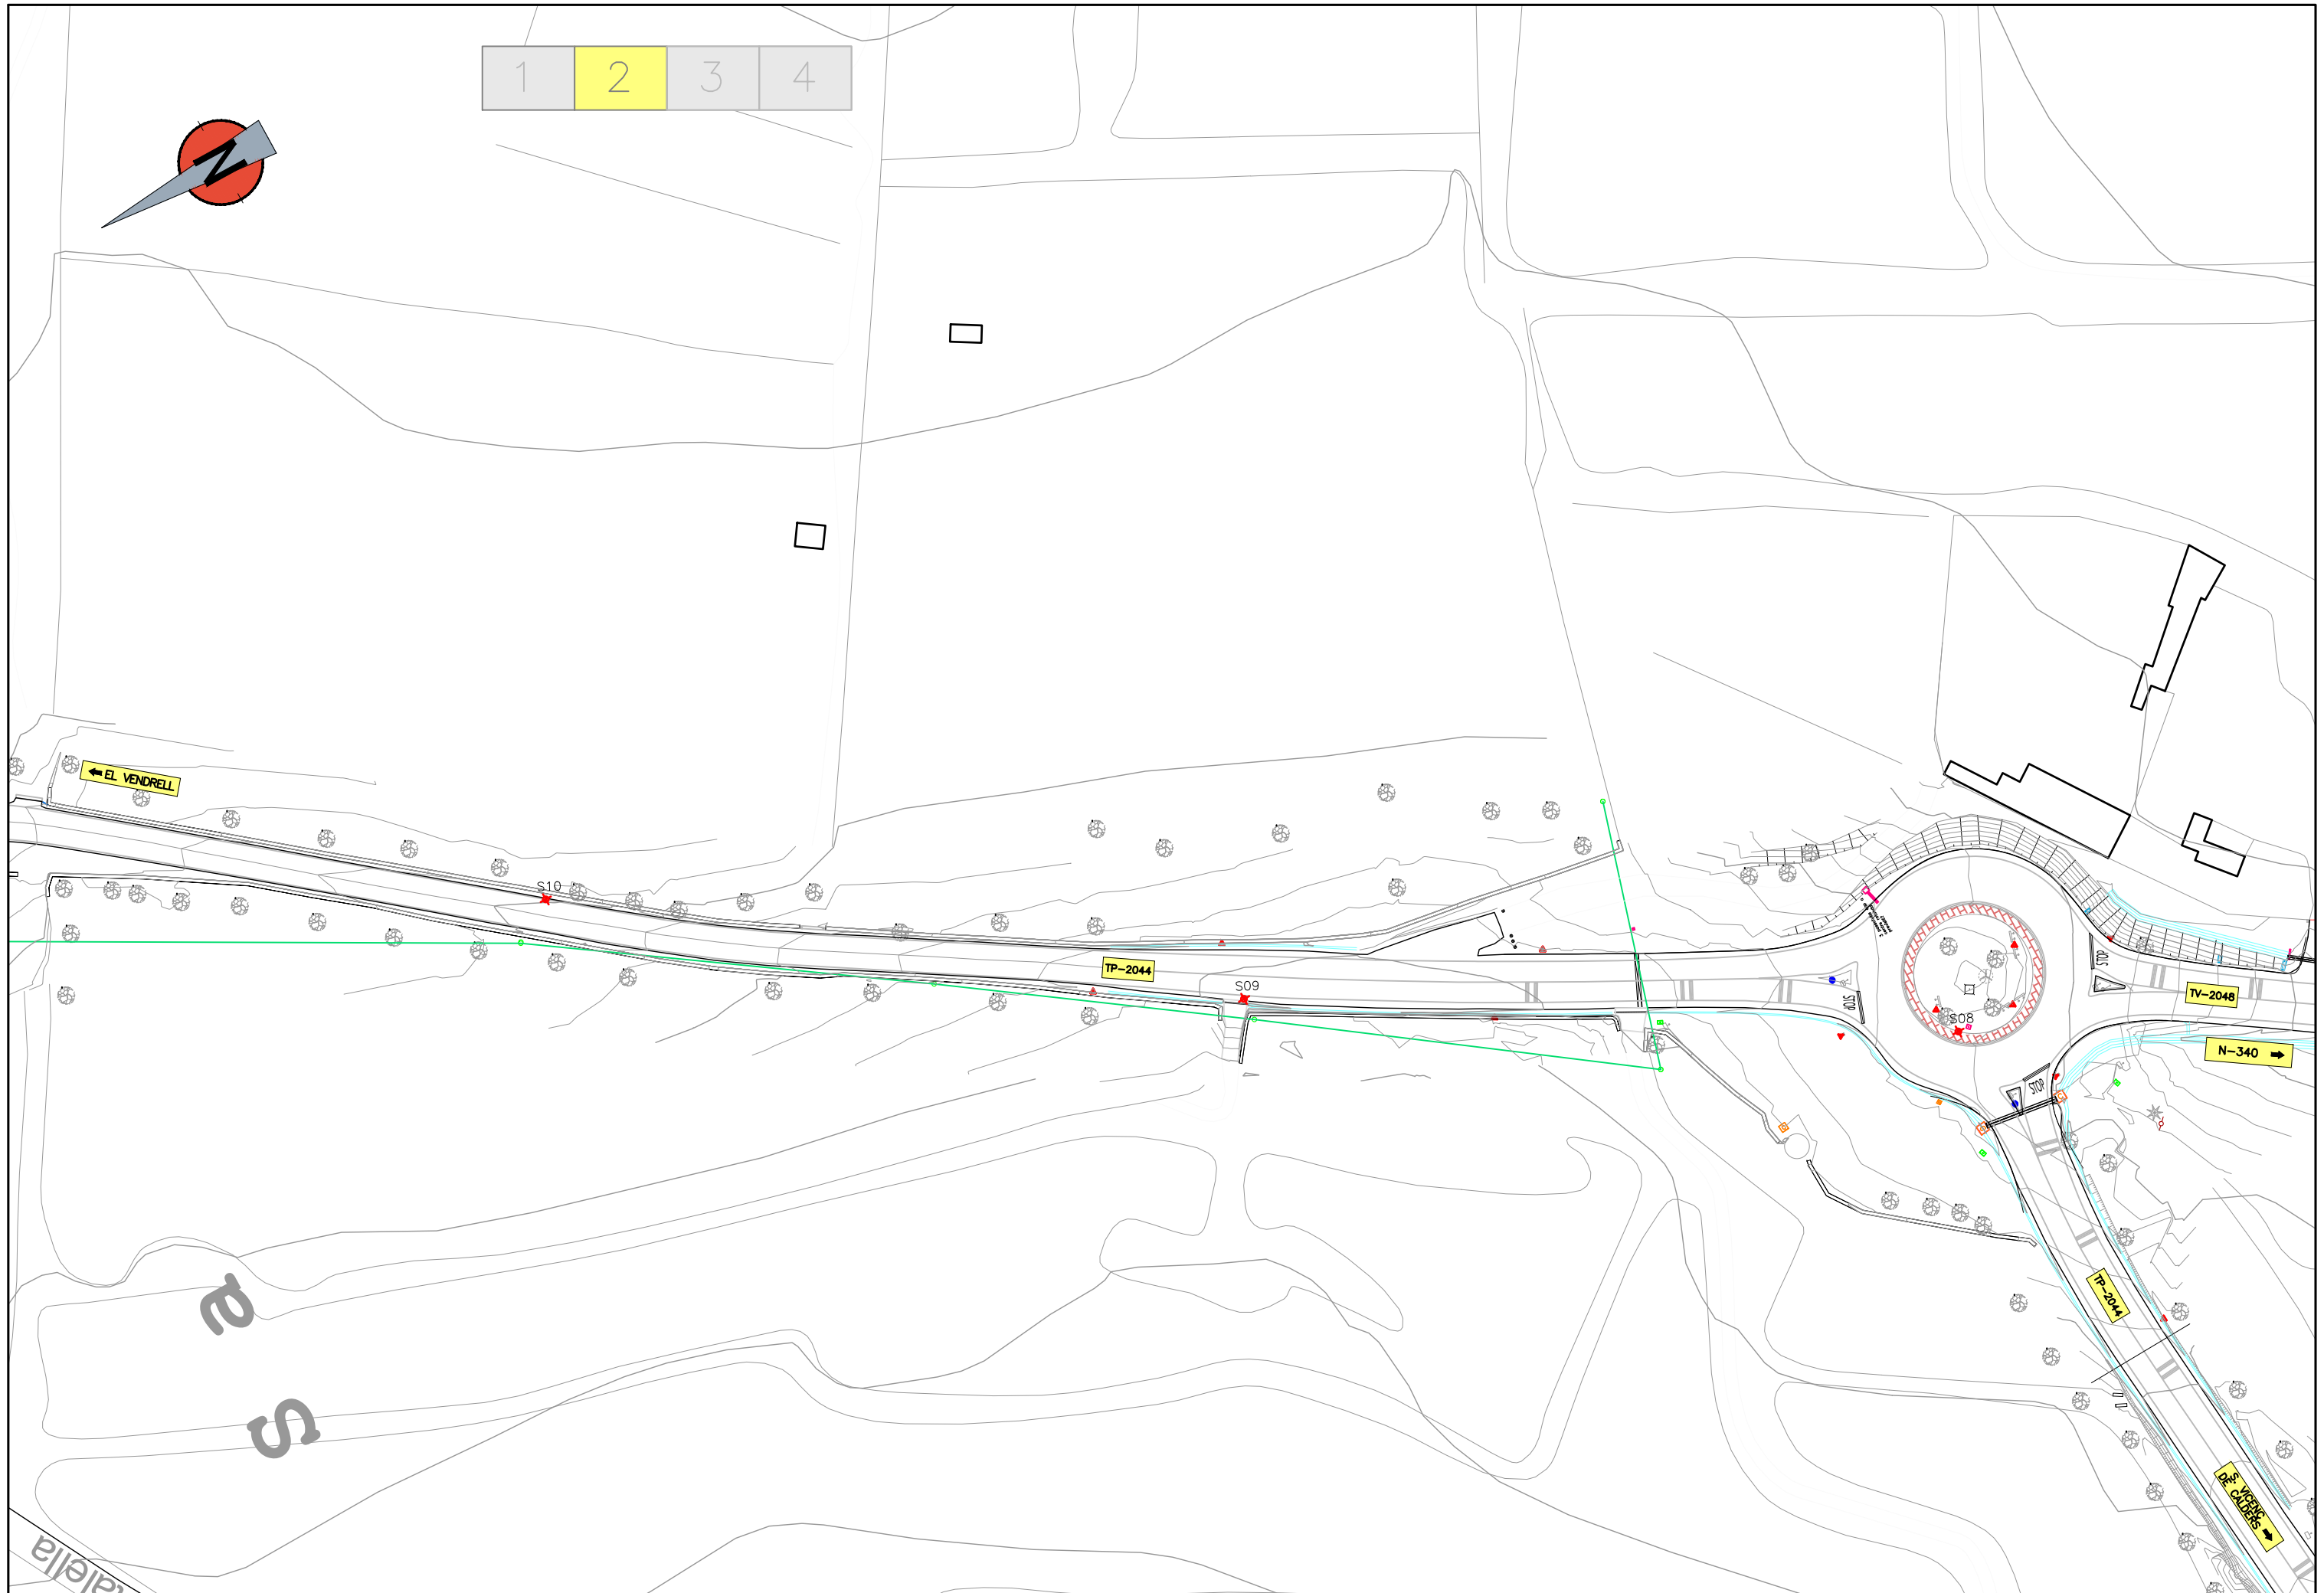 1 2 3 4
N
← EL VENDRELL
S10
TP-2044
S09
STOP
S08
STOP
TV-2048
N-340 →
STOP
TP-2044
S. VICENÇ
DE CALDERS →
a
s
talella